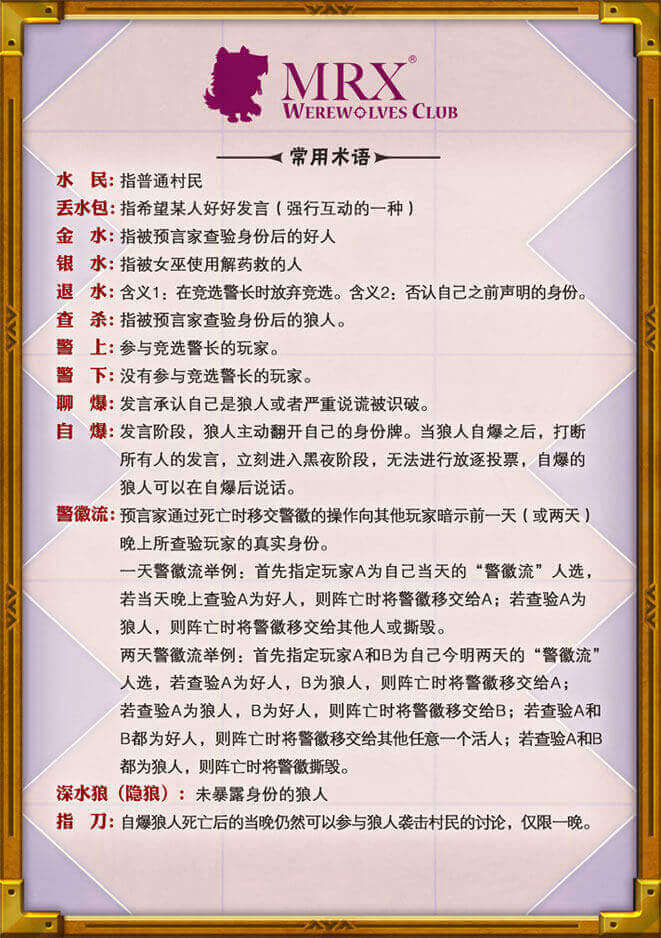 MRX®
WEREWOLVES CLUB
常用术语
水 民：指普通村民
丢水包：指希望某人好好发言（强行互动的一种）
金 水：指被预言家查验身份后的好人
银 水：指被女巫使用解药救的人
退 水：含义1：在竞选警长时放弃竞选。含义2：否认自己之前声明的身份。
查 杀：指被预言家查验身份后的狼人。
警 上：参与竞选警长的玩家。
警 下：没有参与竞选警长的玩家。
聊 爆：发言承认自己是狼人或者严重说谎被识破。
自 爆：发言阶段，狼人主动翻开自己的身份牌。当狼人自爆之后，打断
所有人的发言，立刻进入黑夜阶段，无法进行放逐投票，自爆的
狼人可以在自爆后说话。
警徽流：预言家通过死亡时移交警徽的操作向其他玩家暗示前一天（或两天）
晚上所查验玩家的真实身份。
一天警徽流举例：首先指定玩家A为自己当天的“警徽流”人选，
若当天晚上查验A为好人，则阵亡时将警徽移交给A；若查验A为
狼人，则阵亡时将警徽移交给其他人或撕毁。
两天警徽流举例：首先指定玩家A和B为自己今明两天的“警徽流”
人选，若查验A为好人，B为狼人，则阵亡时将警徽移交给A；
若查验A为狼人，B为好人，则阵亡时将警徽移交给B；若查验A和
B都为好人，则阵亡时将警徽移交给其他任意一个活人；若查验A和B
都为狼人，则阵亡时将警徽撕毁。
深水狼（隐狼）：未暴露身份的狼人
指 刀：自爆狼人死亡后的当晚仍然可以参与狼人袭击村民的讨论，仅限一晚。